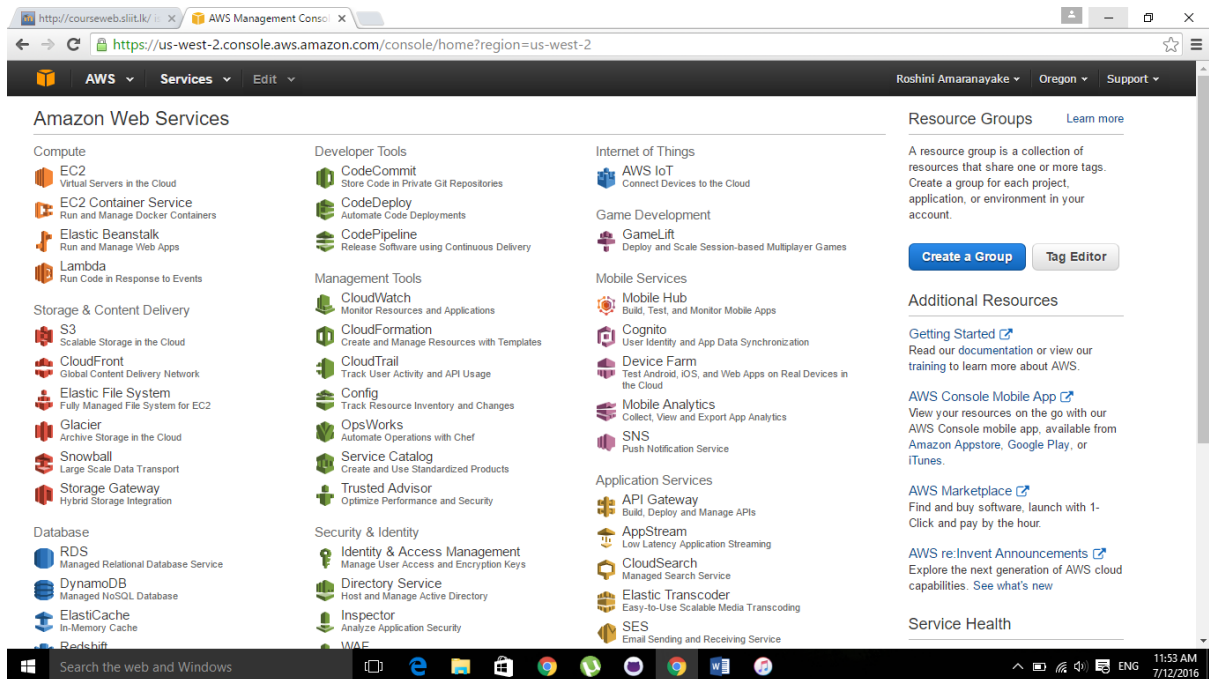 http://courseweb.sliit.lk/
AWS Management Consol
https://us-west-2.console.aws.amazon.com/console/home?region=us-west-2
AWS Services Edit Roshini Amaranayake Oregon Support
Amazon Web Services
Compute
EC2
Virtual Servers in the Cloud
EC2 Container Service
Run and Manage Docker Containers
Elastic Beanstalk
Run and Manage Web Apps
Lambda
Run Code in Response to Events
Storage & Content Delivery
S3
Scalable Storage in the Cloud
CloudFront
Global Content Delivery Network
Elastic File System
Fully Managed File System for EC2
Glacier
Archive Storage in the Cloud
Snowball
Large Scale Data Transport
Storage Gateway
Hybrid Storage Integration
Database
RDS
Managed Relational Database Service
DynamoDB
Managed NoSQL Database
ElastiCache
In-Memory Cache
Redshift
Developer Tools
CodeCommit
Store Code in Private Git Repositories
CodeDeploy
Automate Code Deployments
CodePipeline
Release Software using Continuous Delivery
Management Tools
CloudWatch
Monitor Resources and Applications
CloudFormation
Create and Manage Resources with Templates
CloudTrail
Track User Activity and API Usage
Config
Track Resource Inventory and Changes
OpsWorks
Automate Operations with Chef
Service Catalog
Create and Use Standardized Products
Trusted Advisor
Optimize Performance and Security
Security & Identity
Identity & Access Management
Manage User Access and Encryption Keys
Directory Service
Host and Manage Active Directory
Inspector
Analyze Application Security
WAF
Internet of Things
AWS IoT
Connect Devices to the Cloud
Game Development
GameLift
Deploy and Scale Session-based Multiplayer Games
Mobile Services
Mobile Hub
Build, Test, and Monitor Mobile Apps
Cognito
User Identity and App Data Synchronization
Device Farm
Test Android, iOS, and Web Apps on Real Devices in
the Cloud
Mobile Analytics
Collect, View and Export App Analytics
SNS
Push Notification Service
Application Services
API Gateway
Build, Deploy and Manage APIs
AppStream
Low Latency Application Streaming
CloudSearch
Managed Search Service
Elastic Transcoder
Easy-to-Use Scalable Media Transcoding
SES
Email Sending and Receiving Service
Resource Groups Learn more
A resource group is a collection of
resources that share one or more tags.
Create a group for each project,
application, or environment in your
account.
Create a Group Tag Editor
Additional Resources
Getting Started
Read our documentation or view our
training to learn more about AWS.
AWS Console Mobile App
View your resources on the go with our
AWS Console mobile app, available from
Amazon Appstore, Google Play, or
iTunes.
AWS Marketplace
Find and buy software, launch with 1-
Click and pay by the hour.
AWS re:Invent Announcements
Explore the next generation of AWS cloud
capabilities. See what's new
Service Health
Search the web and Windows
ENG
11:53 AM
7/12/2016